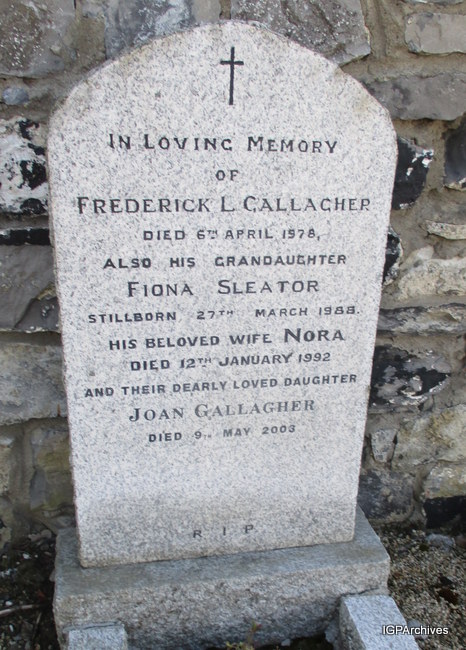 IN LOVING MEMORY
OF
FREDERICK L GALLAGHER
DIED 6TH APRIL 1978,
ALSO HIS GRANDAUGHTER
FIONA SLEATOR
STILLBORN 27TH MARCH 1988.
HIS BELOVED WIFE NORA
DIED 12TH JANUARY 1992
AND THEIR DEARLY LOVED DAUGHTER
JOAN GALLAGHER
DIED 9TH MAY 2003
R I P
IGPArchives